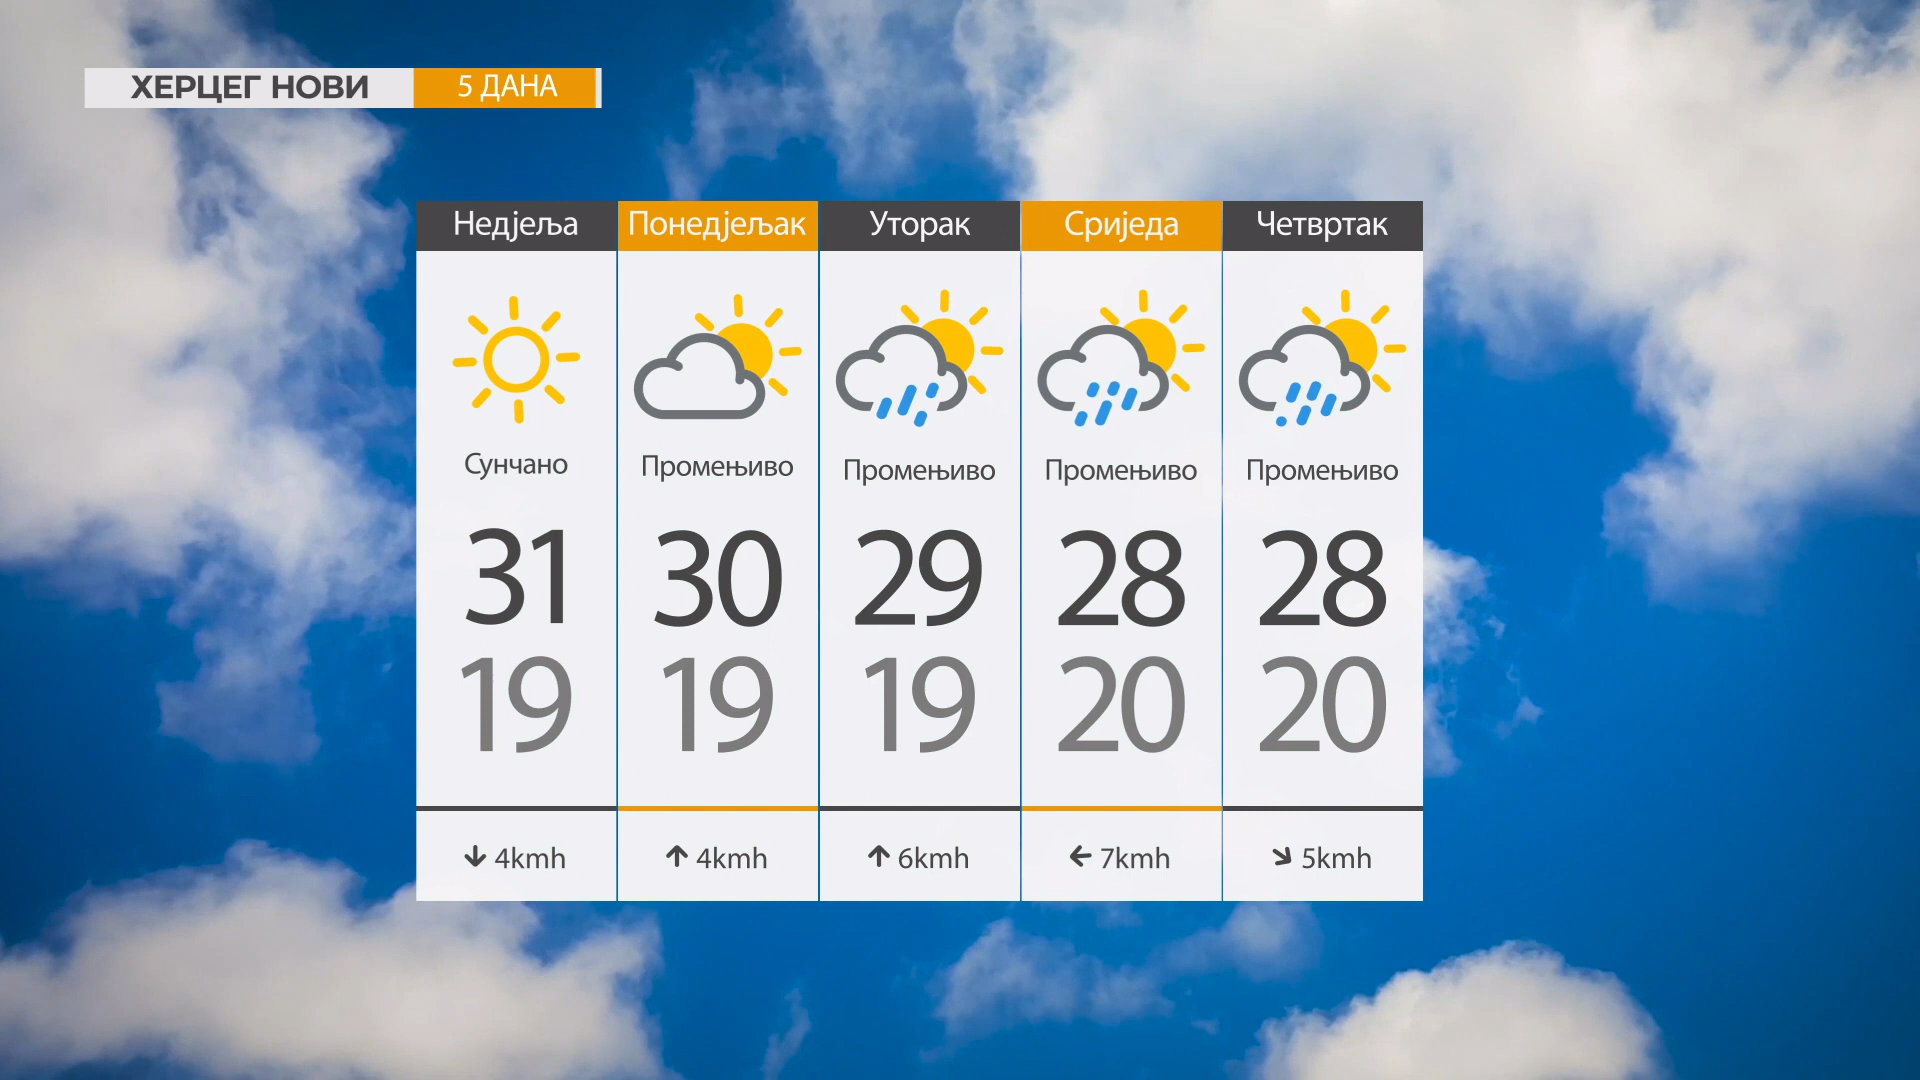 ХЕРЦЕГ НОВИ 5 ДАНА
Недјеља Понедјељак Уторак Сриједа Четвртак
Сунчано Промењиво Промењиво Промењиво Промењиво
31 30 29 28 28
19 19 19 20 20
4kmh 4kmh 6kmh 7kmh 5kmh